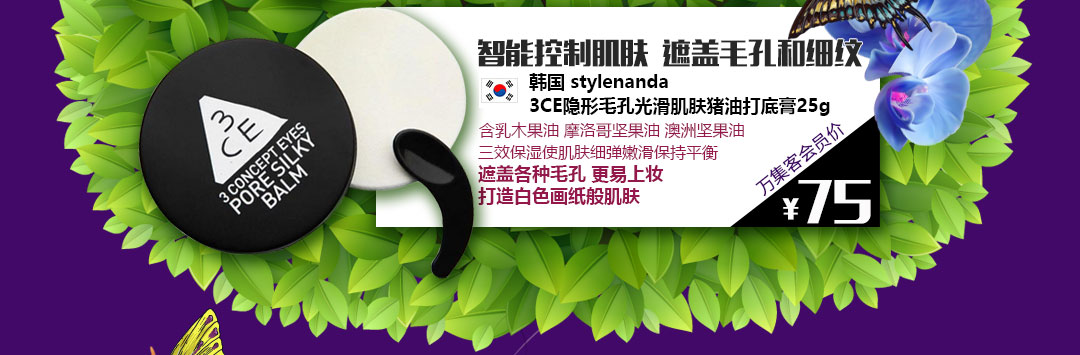 智能控制肌肤 遮盖毛孔和细纹
韩国 stylenanda
3CE隐形毛孔光滑肌肤猪油打底膏25g
含乳木果油 摩洛哥坚果油 澳洲坚果油
三效保湿使肌肤细弹嫩滑保持平衡
遮盖各种毛孔 更易上妆
打造白色画纸般肌肤
万集客会员价
¥75
3CE
3 CONCEPT EYES
PORE SILKY
BALM